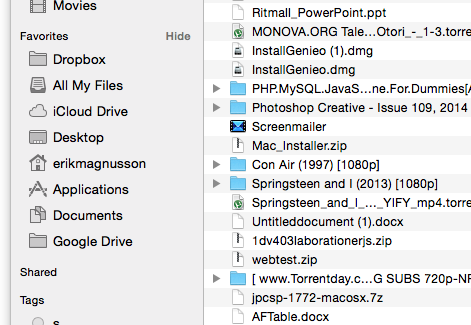 Movies
Favorites
Hide
Dropbox
All My Files
iCloud Drive
Desktop
erikmagnusson
Applications
Documents
Google Drive
Shared
Tags
Ritmall_PowerPoint.ppt
MONOVA.ORG Tale...Otori_-_1-3.torre
InstallGenieo (1).dmg
InstallGenieo.dmg
PHP.MySQL.JavaS...ne.For.Dummies[A
Photoshop Creative - Issue 109, 2014
Screenmailer
Mac_Installer.zip
Con Air (1997) [1080p]
Springsteen and I (2013) [1080p]
Springsteen_and_I_..._YIFY_mp4.torre
Untitleddocument (1).docx
1dv403laborationerjs.zip
webtest.zip
[ www.Torrentday.c...G SUBS 720p-NF
jpcsp-1772-macosx.7z
AFTable.docx